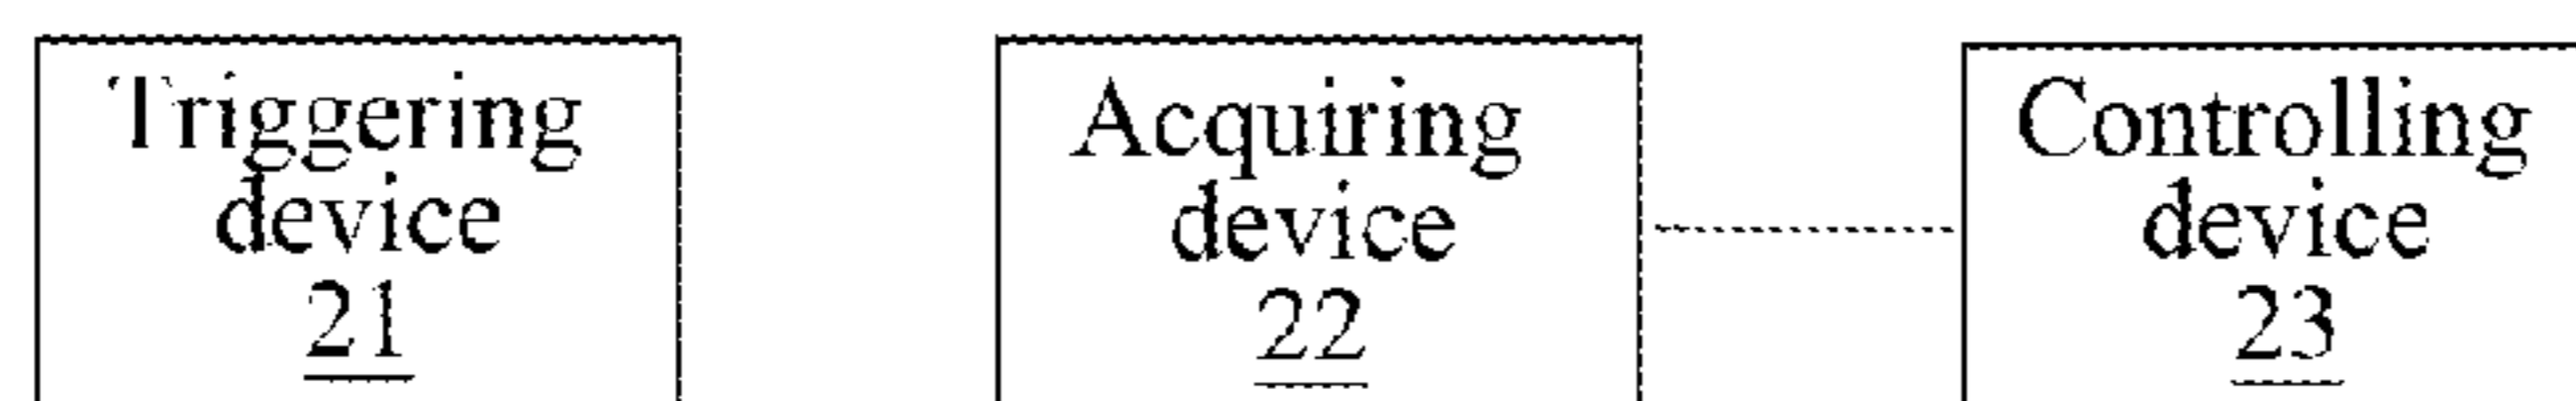 Triggering
device
21
Acquiring
device
22
Controlling
device
23